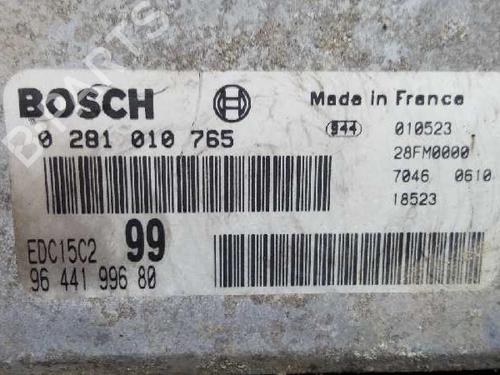 BOSCH
Made in France
0 281 010 765
944
010523
28FM0000
7046 0610
18523
EDC15C2 99
96 441 996 80